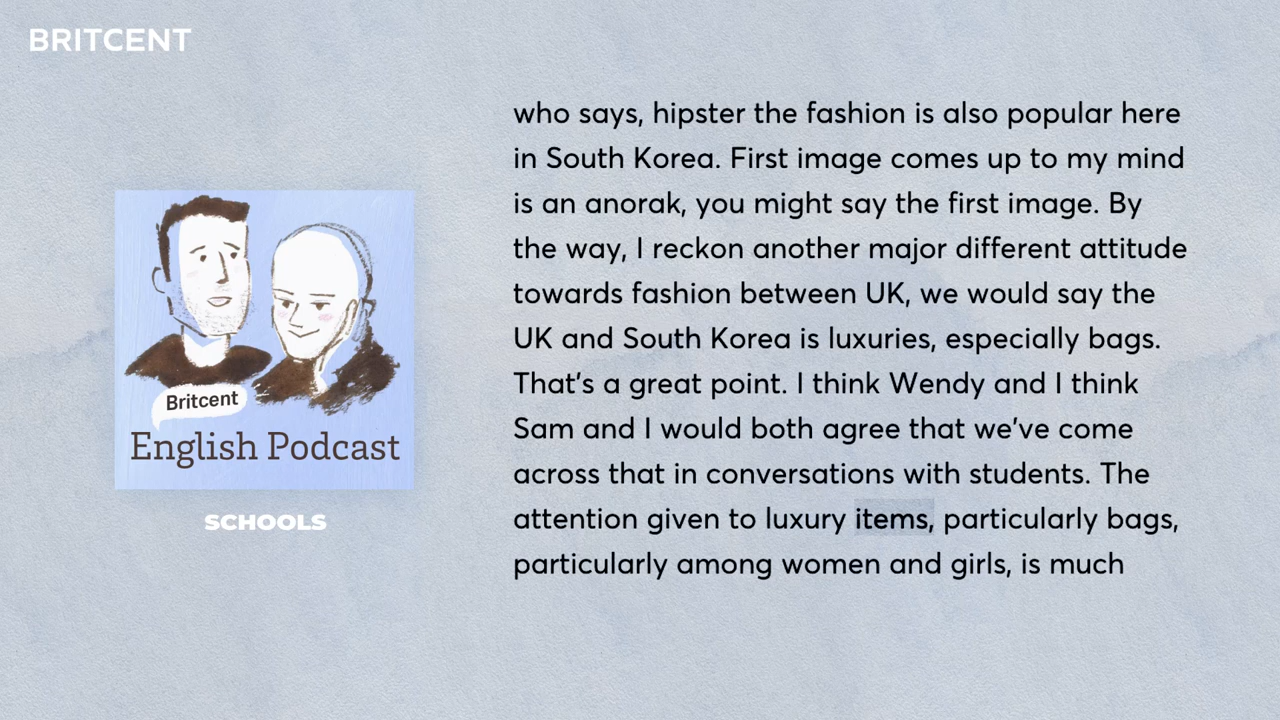 BRITCENT
who says, hipster the fashion is also popular here
in South Korea. First image comes up to my mind
is an anorak, you might say the first image. By
the way, I reckon another major different attitude
towards fashion between UK, we would say the
UK and South Korea is luxuries, especially bags.
That's a great point. I think Wendy and I think
Sam and I would both agree that we've come
across that in conversations with students. The
attention given to luxury items, particularly bags,
particularly among women and girls, is much
Britcent
English Podcast
SCHOOLS